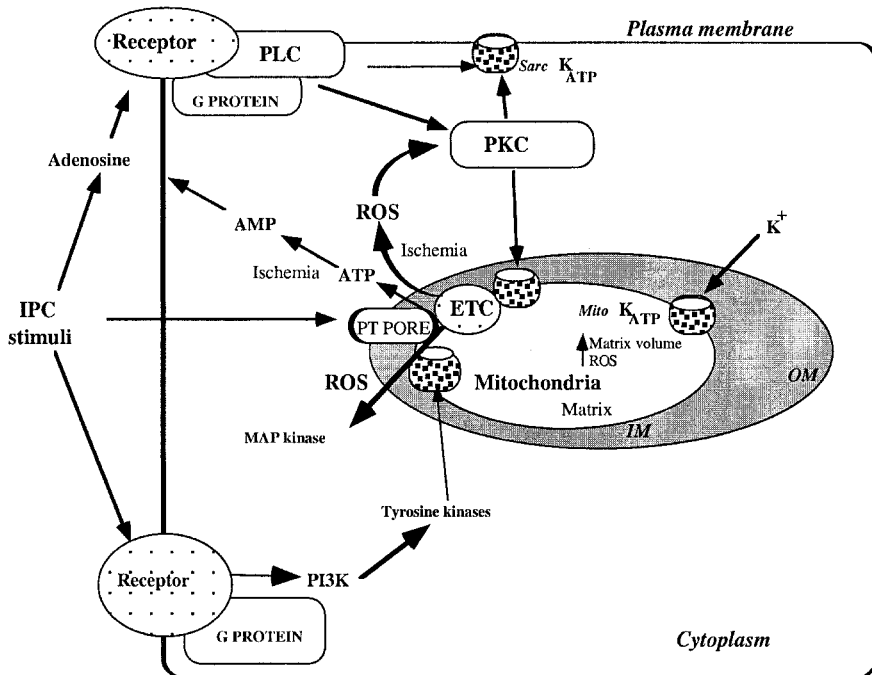 Plasma membrane
Receptor
PLC
G PROTEIN
Sarc K ATP
PKC
Adenosine
ROS
AMP
Ischemia
K+
Ischemia
ATP
IPC
stimuli
ETC
PT PORE
Mito K ATP
Matrix volume
ROS
ROS
Mitochondria
OM
Matrix
IM
MAP kinase
Tyrosine kinases
Receptor
PI3K
G PROTEIN
Cytoplasm